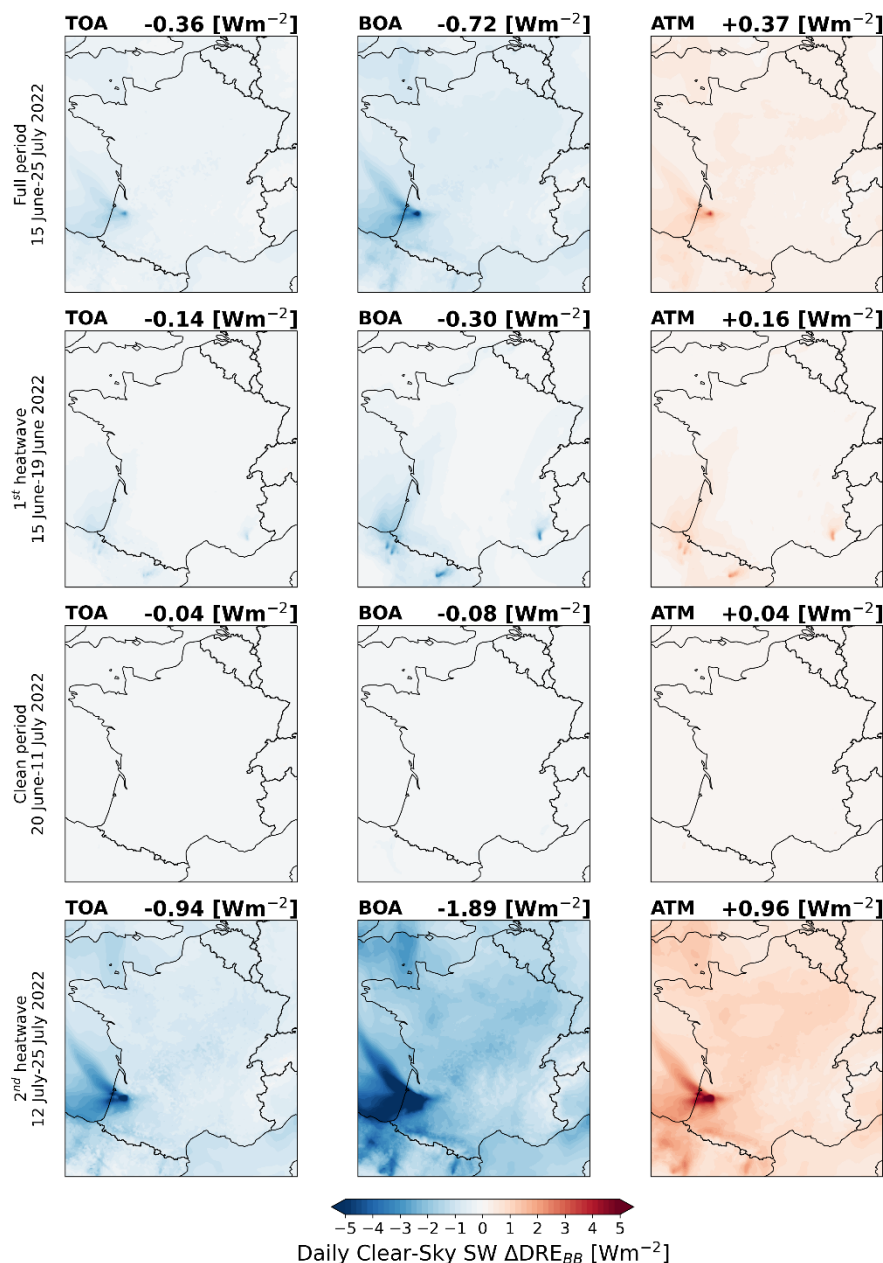 TOA -0.36 [Wm⁻²] BOA -0.72 [Wm⁻²] ATM +0.37 [Wm⁻²]
Full period
15 June-25 July 2022
TOA -0.14 [Wm⁻²] BOA -0.30 [Wm⁻²] ATM +0.16 [Wm⁻²]
1ˢᵗ heatwave
15 June-19 June 2022
TOA -0.04 [Wm⁻²] BOA -0.08 [Wm⁻²] ATM +0.04 [Wm⁻²]
Clean period
20 June-11 July 2022
TOA -0.94 [Wm⁻²] BOA -1.89 [Wm⁻²] ATM +0.96 [Wm⁻²]
2ⁿᵈ heatwave
12 July-25 July 2022
−5 −4 −3 −2 −1 0 1 2 3 4 5
Daily Clear-Sky SW ΔDRE_BB [Wm⁻²]